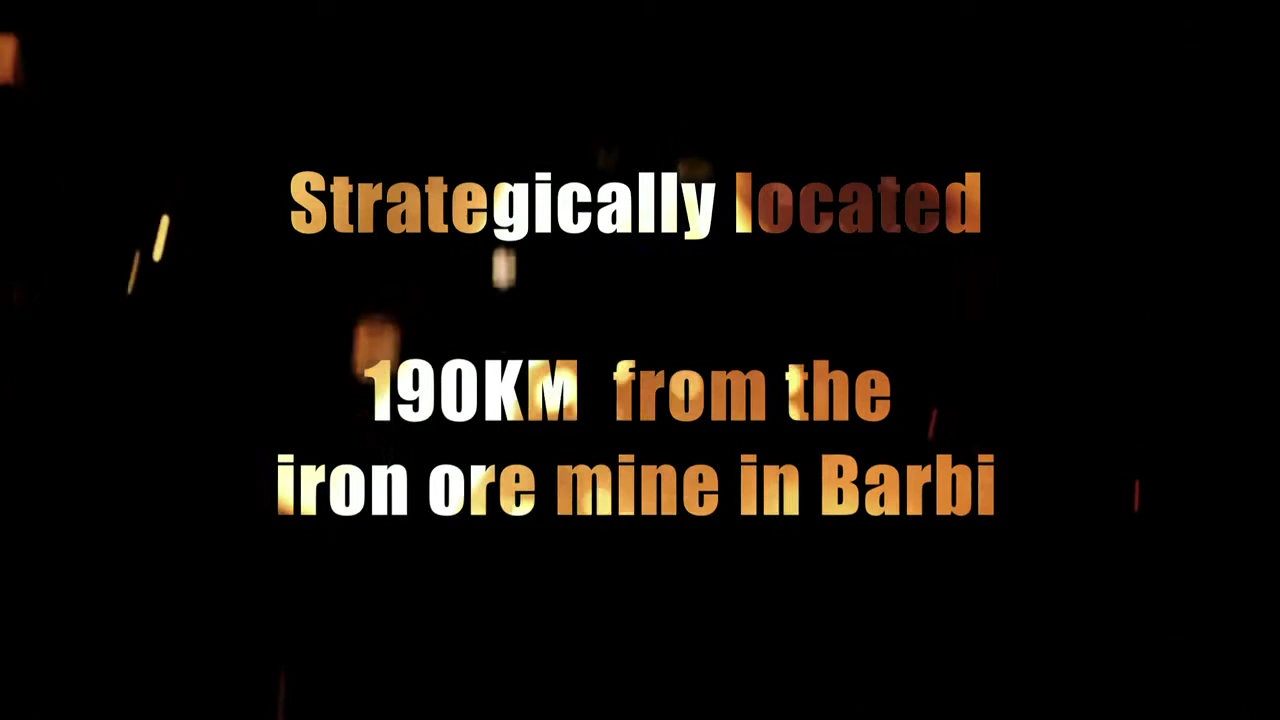 Strategically located
190KM from the
iron ore mine in Barbi